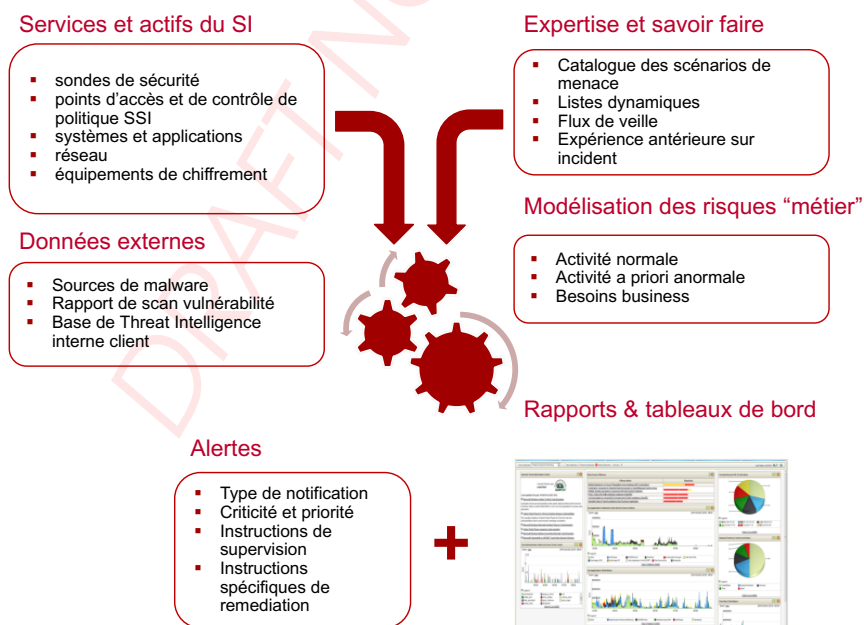 Services et actifs du SI
▪ sondes de sécurité
▪ points d'accès et de contrôle de
politique SSI
▪ systèmes et applications
▪ réseau
▪ équipements de chiffrement
Expertise et savoir faire
▪ Catalogue des scénarios de
menace
▪ Listes dynamiques
▪ Flux de veille
▪ Expérience antérieure sur
incident
Données externes
▪ Sources de malware
▪ Rapport de scan vulnérabilité
▪ Base de Threat Intelligence
interne client
Modélisation des risques “métier”
▪ Activité normale
▪ Activité a priori anormale
▪ Besoins business
Alertes
▪ Type de notification
▪ Criticité et priorité
▪ Instructions de
supervision
▪ Instructions
spécifiques de
remediation
+
Rapports & tableaux de bord
DRAFT NO